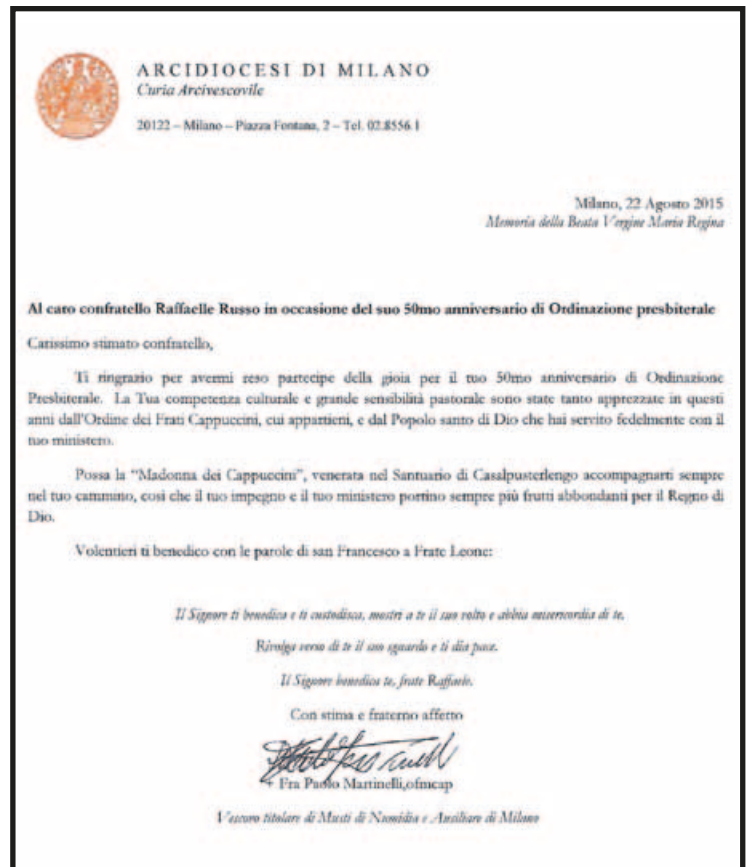 ARCIDIOCESI DI MILANO
Curia Arcivescovile
20122 – Milano – Piazza Fontana, 2 – Tel. 02.8556.1
Milano, 22 Agosto 2015
Memoria della Beata Vergine Maria Regina
Al caro confratello Raffaelle Russo in occasione del suo 50mo anniversario di Ordinazione presbiterale
Carissimo stimato confratello,
Ti ringrazio per avermi reso partecipe della gioia per il tuo 50mo anniversario di Ordinazione
Presbiterale. La Tua competenza culturale e grande sensibilità pastorale sono state tanto apprezzate in questi
anni dall'Ordine dei Frati Cappuccini, cui appartieni, e dal Popolo santo di Dio che hai servito fedelmente con il
tuo ministero.
Possa la “Madonna dei Cappuccini”, venerata nel Santuario di Casalpusterlengo accompagnarti sempre
nel tuo cammino, così che il tuo impegno e il tuo ministero portino sempre più frutti abbondanti per il Regno di
Dio.
Volentieri ti benedico con le parole di san Francesco a Frate Leone:
Il Signore ti benedica e ti custodisca, mostri a te il suo volto e abbia misericordia di te.
Rivolga verso di te il suo sguardo e ti dia pace.
Il Signore benedica te, frate Raffaele.
Con stima e fraterno affetto
+ Fra Paolo Martinelli,ofmcap
Vescovo titolare di Musti di Numidia e Ausiliare di Milano